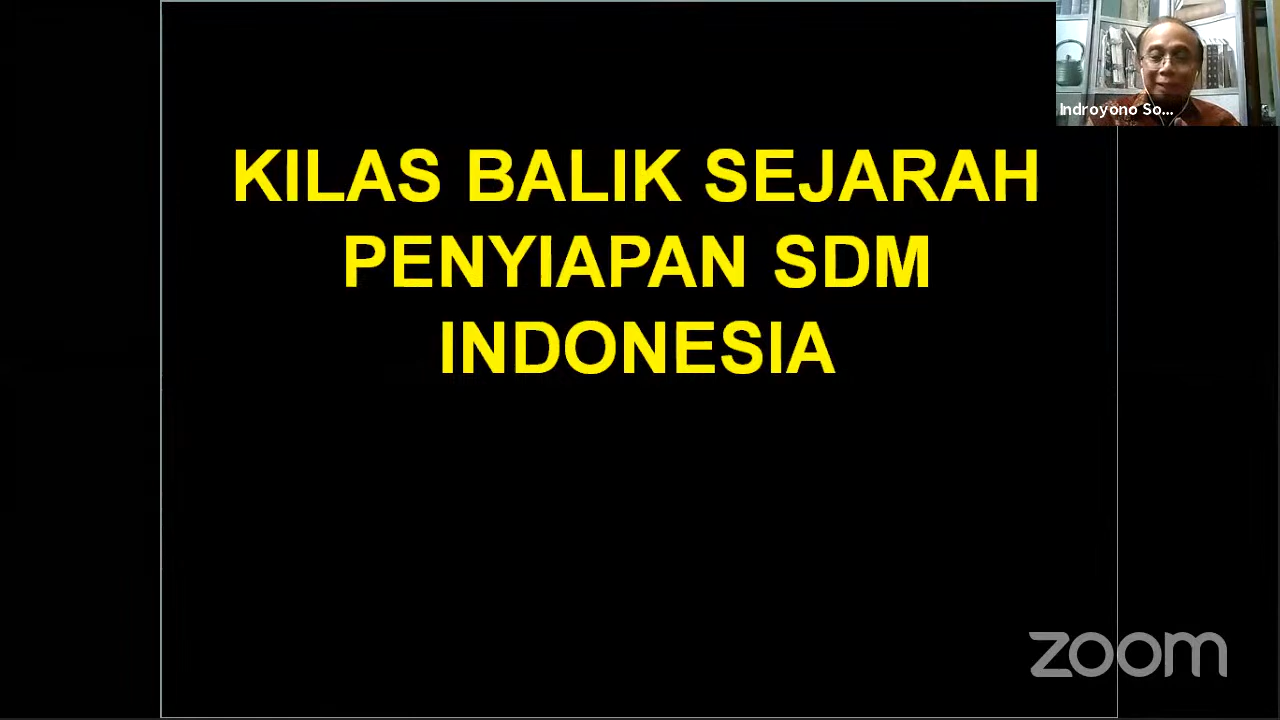 Indroyono So...
KILAS BALIK SEJARAH
PENYIAPAN SDM
INDONESIA
zoom